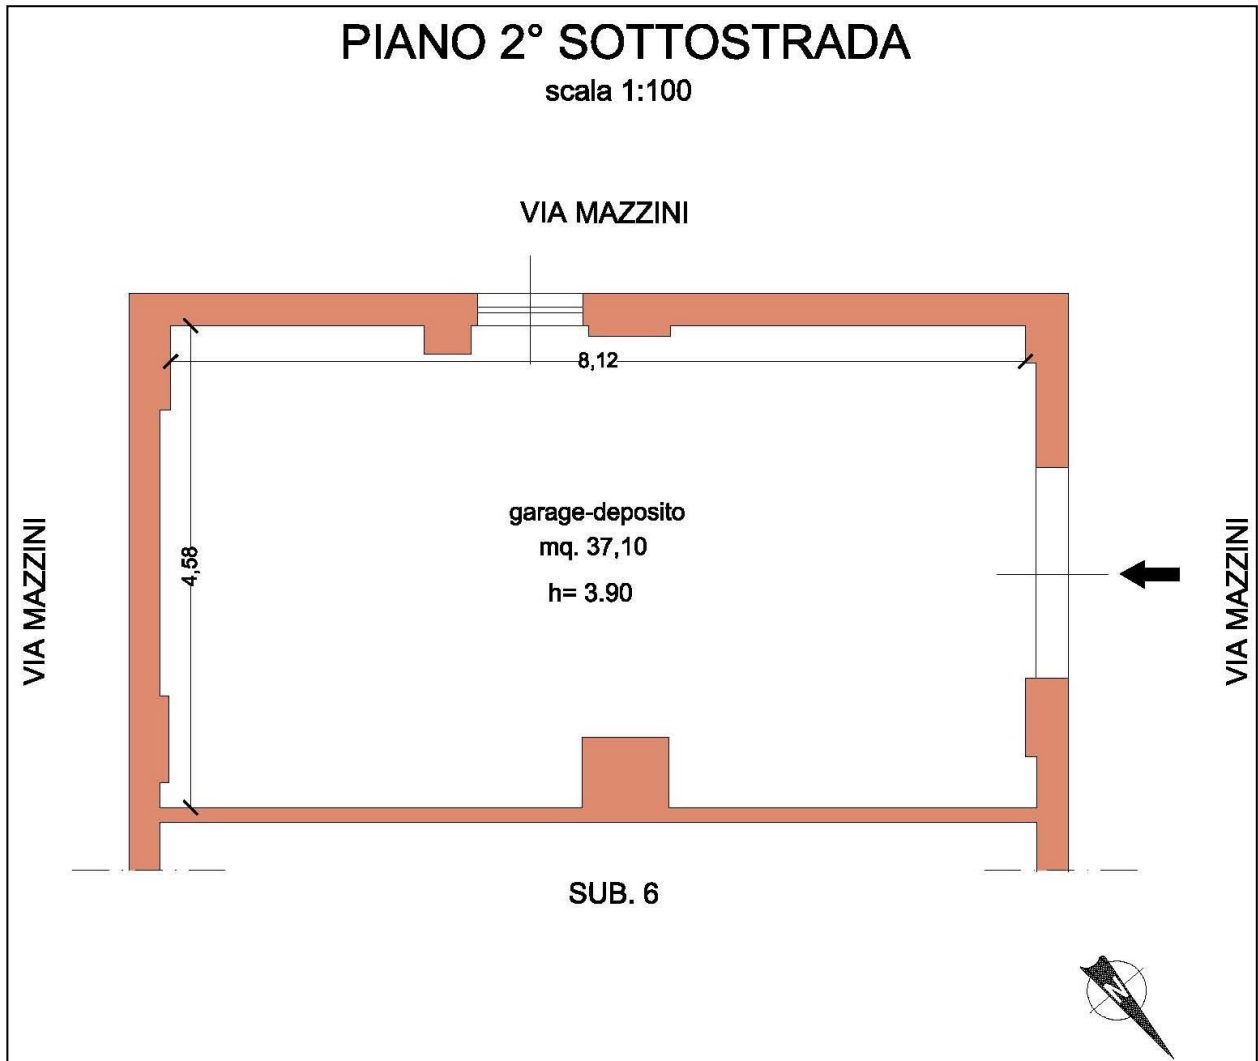 PIANO 2° SOTTOSTRADA
scala 1:100
VIA MAZZINI
8,12
4,58
garage-deposito
mq. 37,10
h= 3.90
VIA MAZZINI
VIA MAZZINI
SUB. 6
N